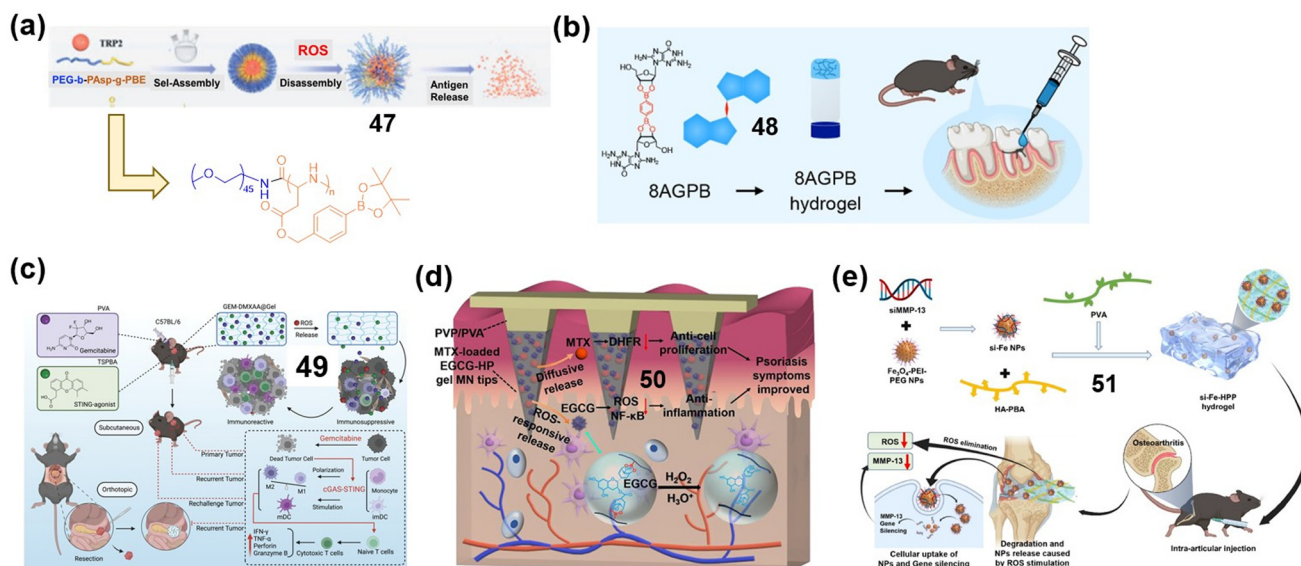 (a)
TRP2
PEG-b-PAsp-g-PBE
Sel-Assembly
ROS
Disassembly
47
Antigen
Release
O
45
N
H
O
H
N
n
O
O
B
O
O
(b)
48
8AGPB
8AGPB
hydrogel
(c)
PVA
Gemcitabine
TSPBA
STING-agonist
C57BL/6
GEM-DMXAA@Gel
ROS
Release
49
Immunoreactive
Immunosuppressive
Subcutaneous
Primary Tumor
Recurrent Tumor
Rechallenge Tumor
Orthotopic
Recurrent Tumor
Resection
Gemcitabine
Dead Tumor Cell
Tumor Cell
Polarization
M2
M1
cGAS-STING
Monocyte
Stimulation
mDC
imDC
IFN-γ
TNF-α
Perforin
Granzyme B
Cytotoxic T cells
Naive T cells
(d)
PVP/PVA
MTX-loaded
EGCG-HP
gel MN tips
MTX
DHFR
Anti-cell
proliferation
Diffusive release
50
Psoriasis
symptoms
improved
EGCG
ROS
NF-κB
Anti-
inflammation
ROS-
responsive
release
EGCG
H₂O₂
H₃O⁺
(e)
siMMP-13
+
Fe₃O₄-PEI-
PEG NPs
si-Fe NPs
+
HA-PBA
PVA
51
si-Fe-HPP
hydrogel
ROS
MMP-13
ROS elimination
Osteoarthritis
MMP-13
Gene
Silencing
Cellular uptake of
NPs and Gene silencing
Degradation and
NPs release caused
by ROS stimulation
Intra-articular injection